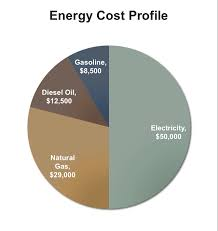 Energy Cost Profile
Gasoline,
$8,500
Diesel Oil,
$12,500
Electricity,
$50,000
Natural
Gas,
$29,000